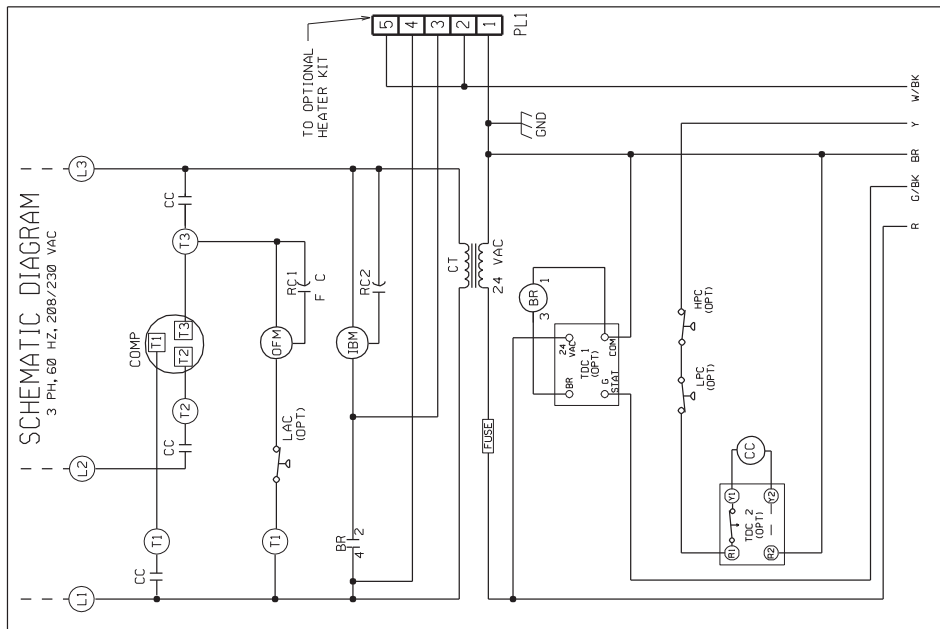 SCHEMATIC DIAGRAM
3 PH, 60 HZ, 208/230 VAC
L1
L2
L3
CC
T1
CC
T2
COMP
T1
T2
T3
T3
CC
T1
LAC
(OPT)
OFM
RC1
F C
BR
4 2
IBM
RC2
TO OPTIONAL
HEATER KIT
5
4
3
2
1
PL1
CT
24 VAC
GND
FUSE
BR
3
1
BR
24
VAC
TDC 1
(OPT)
G
STAT
COM
HPC
(OPT)
LPC
(OPT)
CC
Y1
Y2
TDC 2
(OPT)
R1
R2
W/BK
Y
BR
G/BK
R